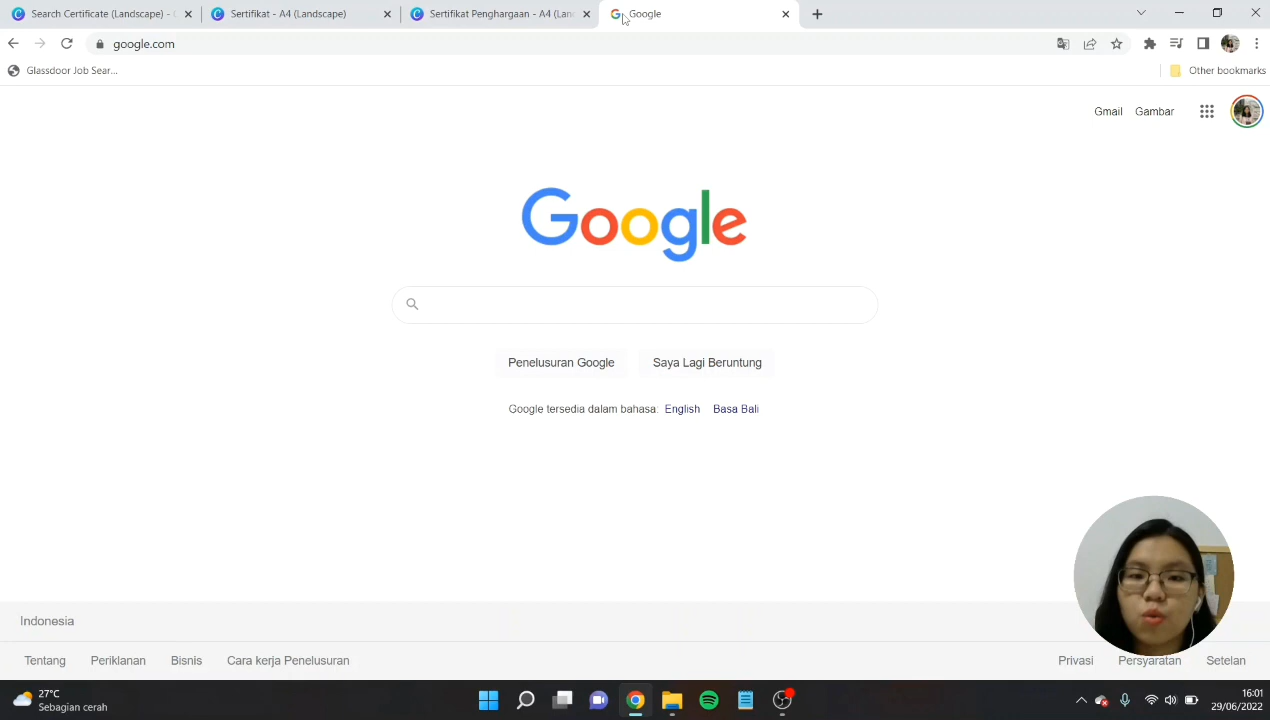 Search Certificate (Landscape) - C
Sertifikat - A4 (Landscape)
Sertifikat Penghargaan - A4 (Lan
Google
google.com
Glassdoor Job Sear...
Other bookmarks
Gmail
Gambar
Google
Penelusuran Google
Saya Lagi Beruntung
Google tersedia dalam bahasa: English Basa Bali
Indonesia
Tentang
Periklanan
Bisnis
Cara kerja Penelusuran
Privasi
Persyaratan
Setelan
27°C
Sebagian cerah
16:01
29/06/2022